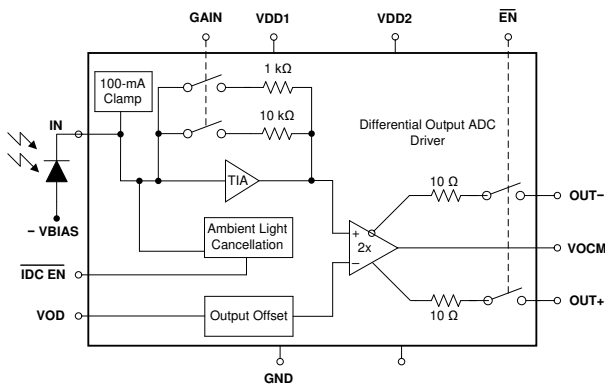 GAIN
VDD1
VDD2
EN
100-mA
Clamp
1 kΩ
10 kΩ
IN
Differential Output ADC
Driver
TIA
10 Ω
OUT−
− VBIAS
Ambient Light
Cancellation
+
2x
−
VOCM
IDC EN
VOD
Output Offset
OUT+
10 Ω
GND